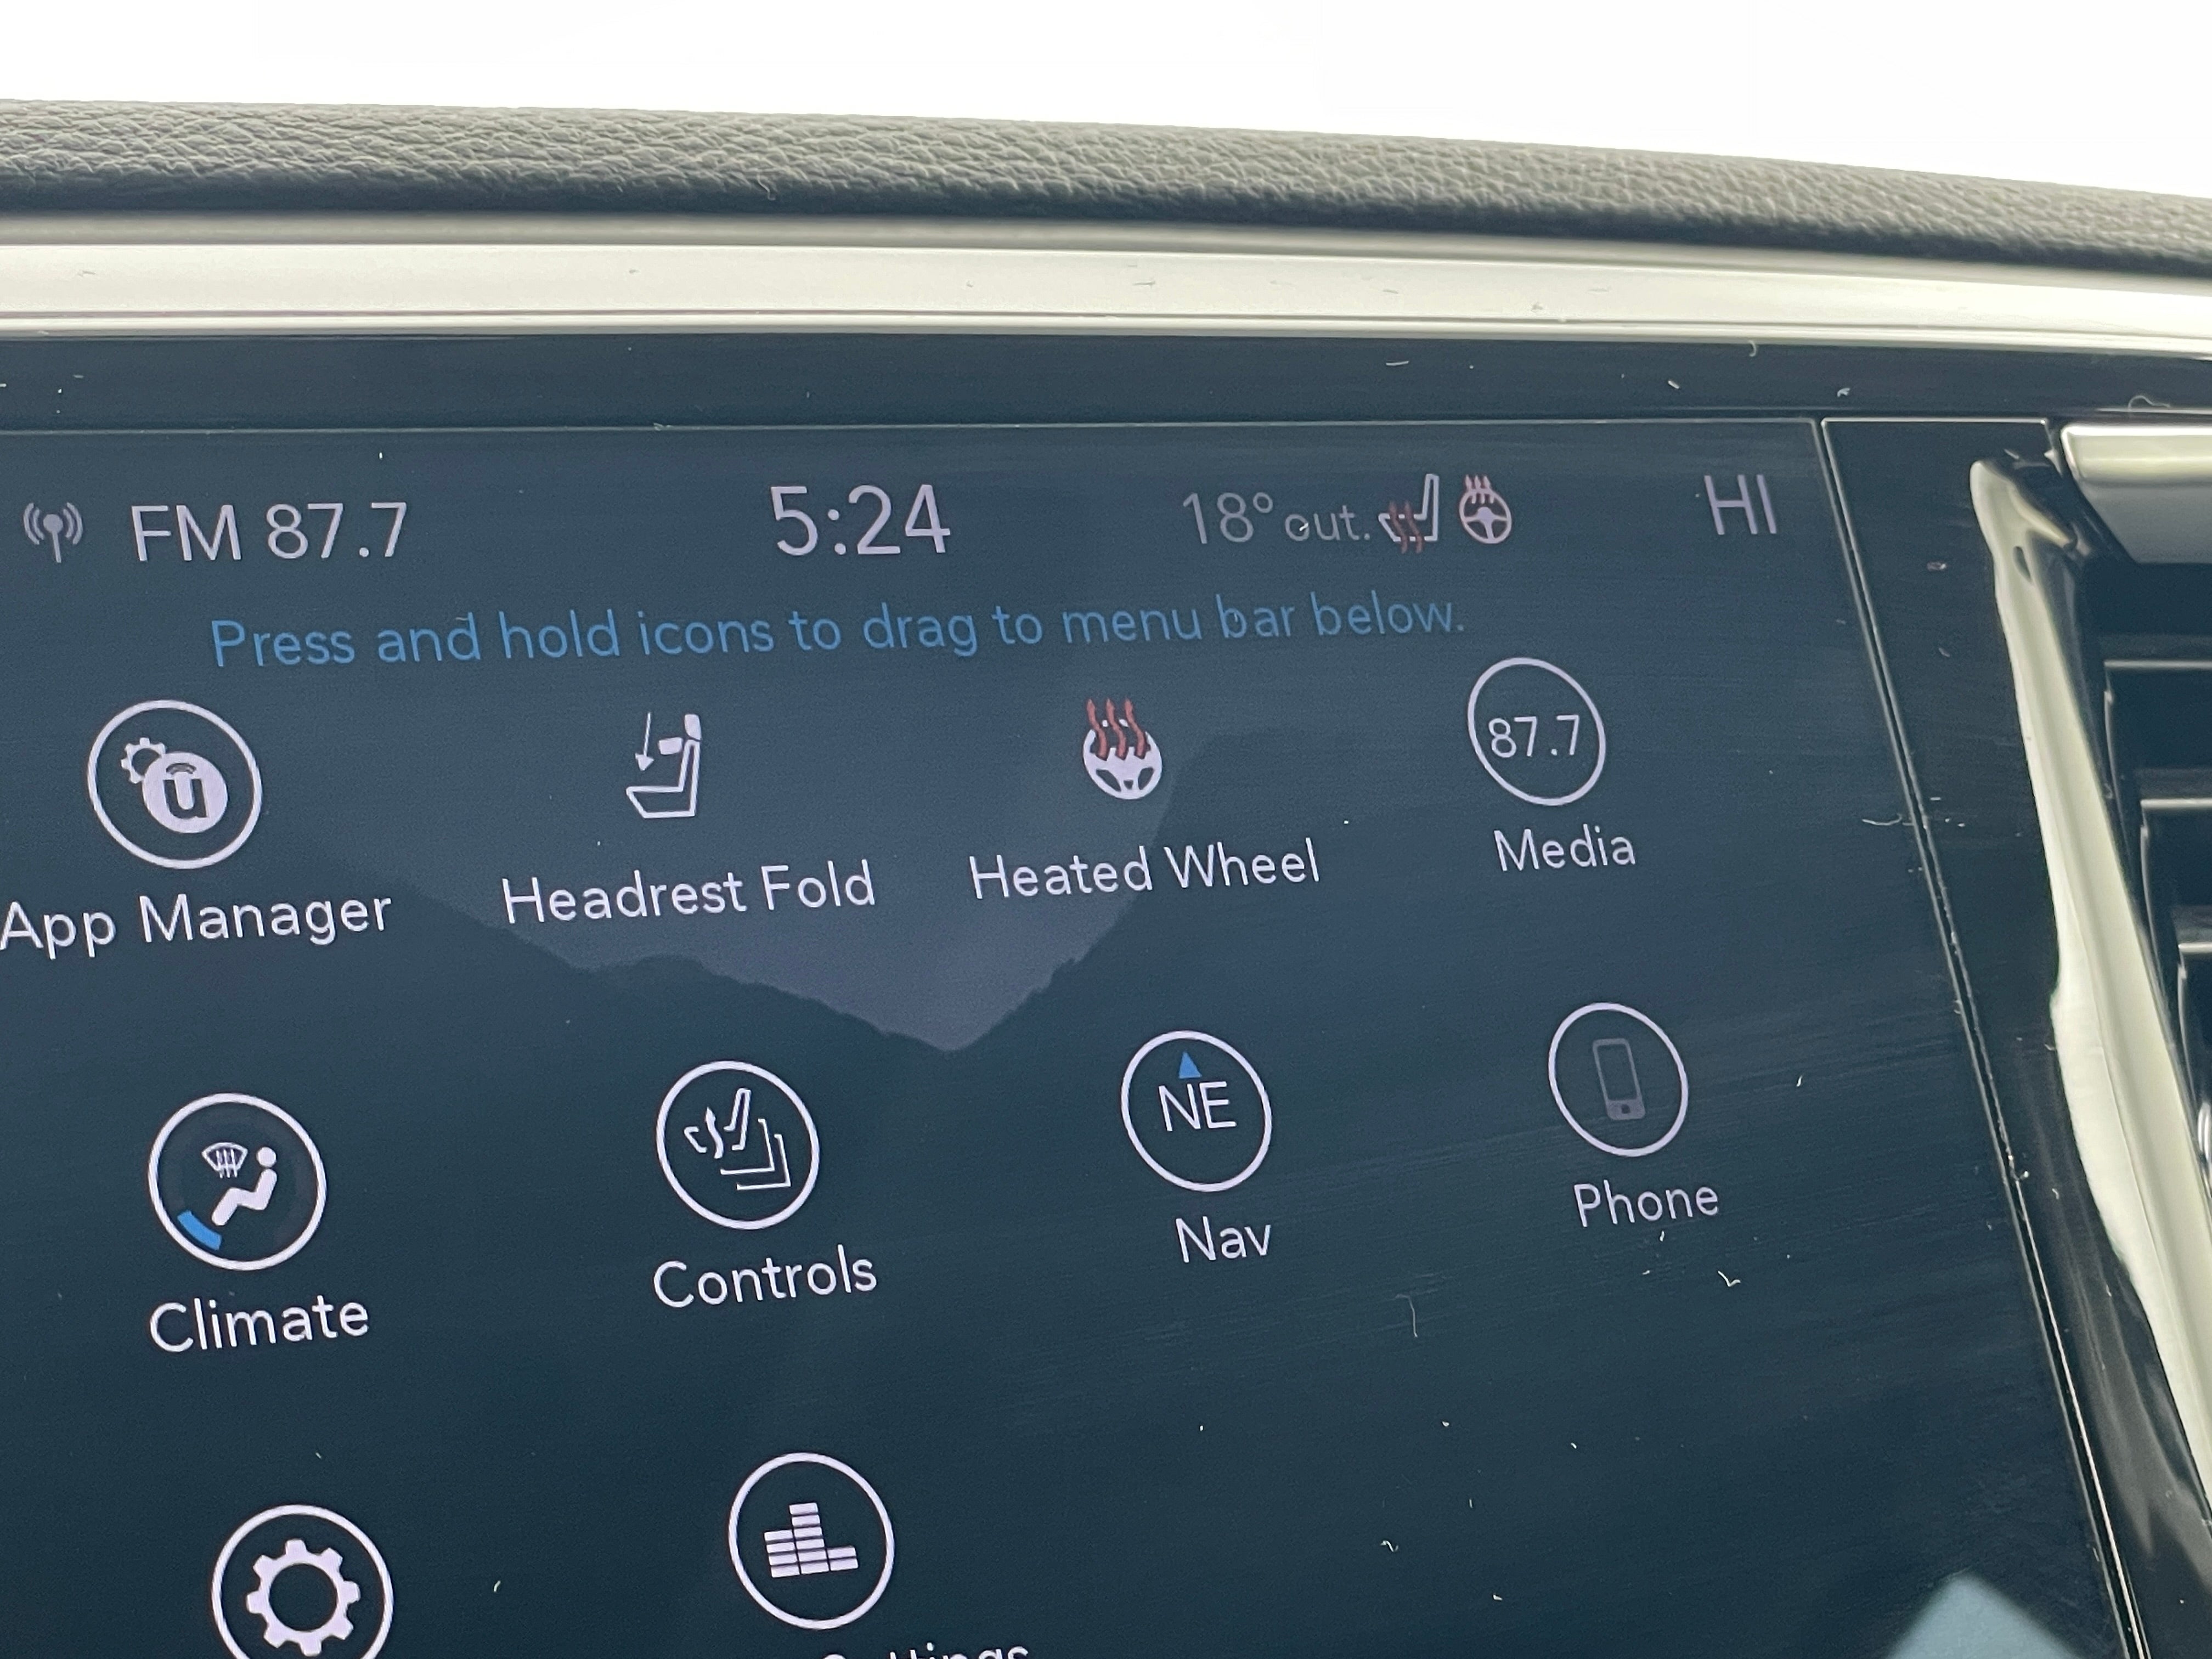 FM 87.7 5:24 18° out. HI
Press and hold icons to drag to menu bar below.
u 87.7
App Manager Headrest Fold Heated Wheel Media
NE
Climate Controls Nav Phone
Settings